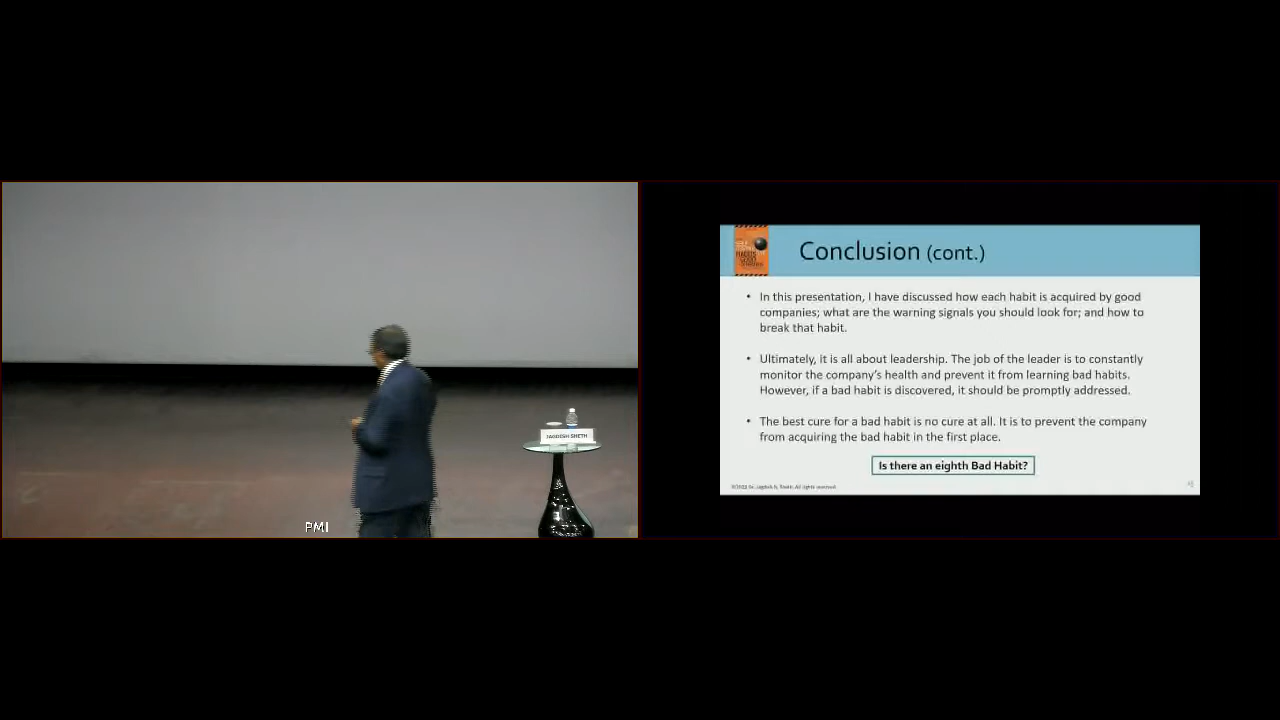 PMI
JAGDISH SHETH
Conclusion (cont.)
• In this presentation, I have discussed how each habit is acquired by good
companies; what are the warning signals you should look for; and how to
break that habit.
• Ultimately, it is all about leadership. The job of the leader is to constantly
monitor the company's health and prevent it from learning bad habits.
However, if a bad habit is discovered, it should be promptly addressed.
• The best cure for a bad habit is no cure at all. It is to prevent the company
from acquiring the bad habit in the first place.
Is there an eighth Bad Habit?
Jagdish N. Sheth. All rights reserved.